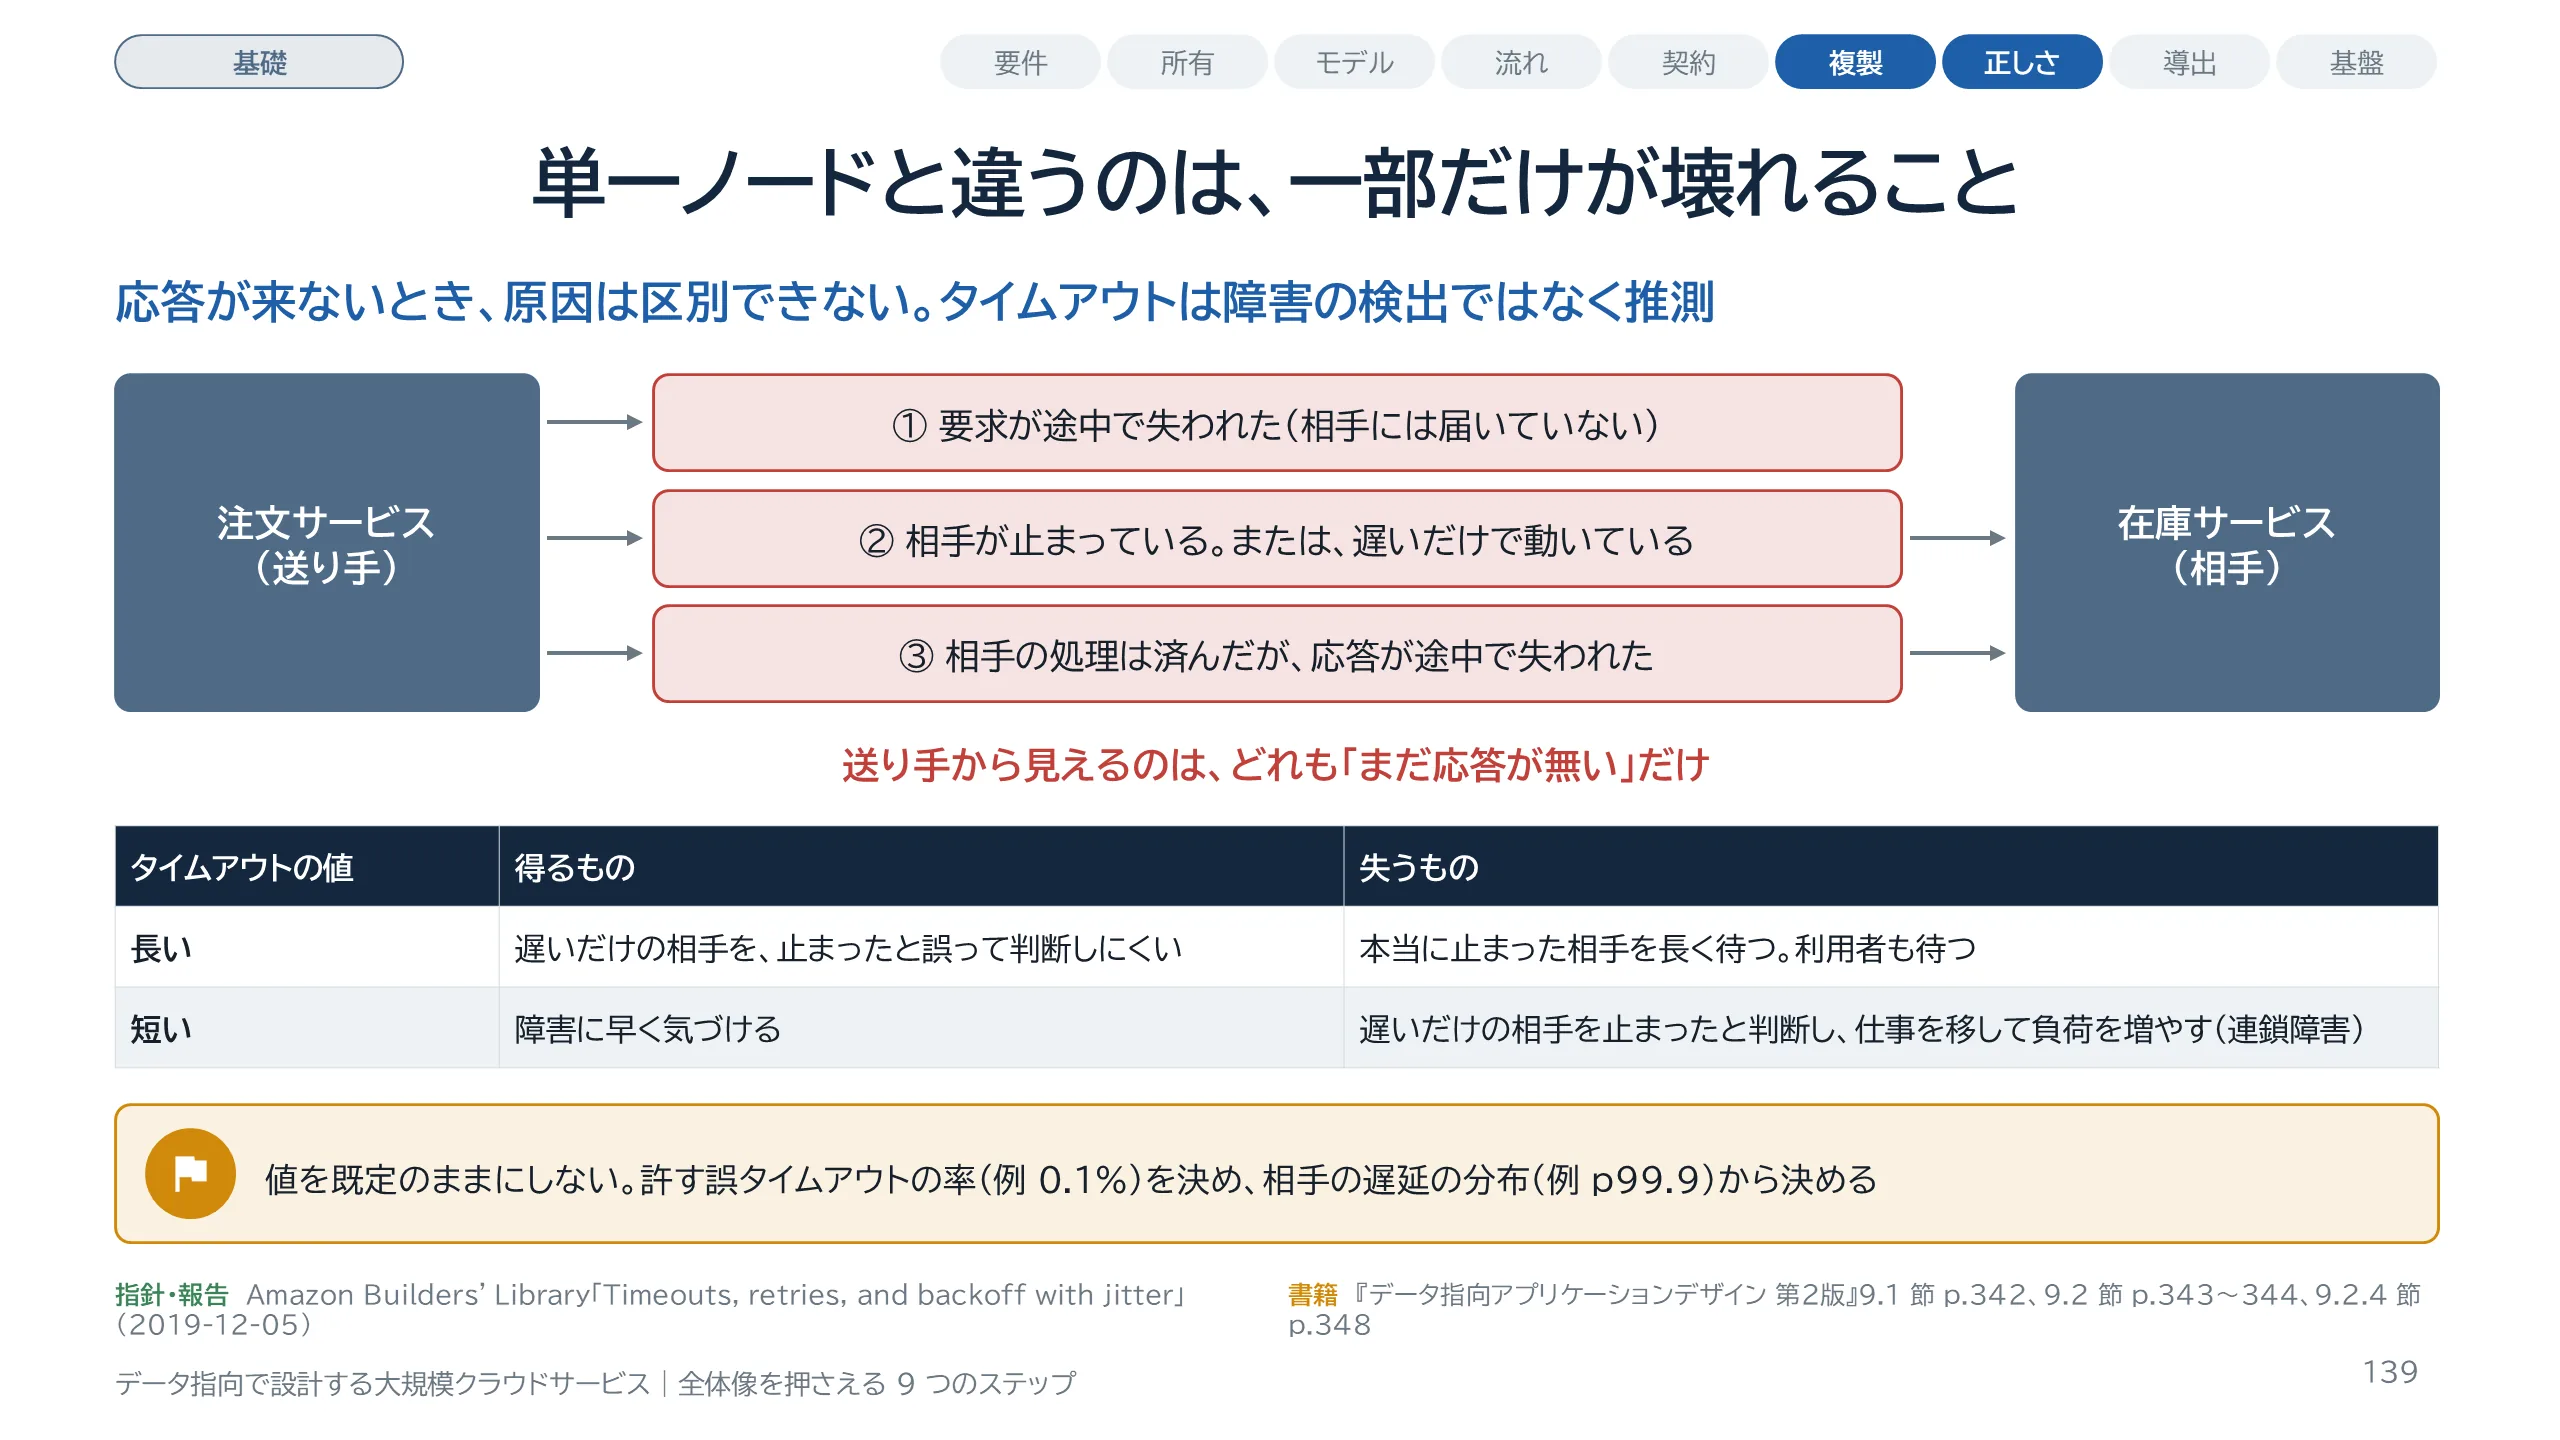 基礎
要件
所有
モデル
流れ
契約
複製
正しさ
導出
基盤
単一ノードと違うのは、一部だけが壊れること
応答が来ないとき、原因は区別できない。タイムアウトは障害の検出ではなく推測
注文サービス
（送り手）
① 要求が途中で失われた（相手には届いていない）
② 相手が止まっている。または、遅いだけで動いている
③ 相手の処理は済んだが、応答が途中で失われた
在庫サービス
（相手）
送り手から見えるのは、どれも「まだ応答が無い」だけ
タイムアウトの値
得るもの
失うもの
長い
遅いだけの相手を、止まったと誤って判断しにくい
本当に止まった相手を長く待つ。利用者も待つ
短い
障害に早く気づける
遅いだけの相手を止まったと判断し、仕事を移して負荷を増やす（連鎖障害）
値を既定のままにしない。許す誤タイムアウトの率（例 0.1%）を決め、相手の遅延の分布（例 p99.9）から決める
指針・報告 Amazon Builders’ Library「Timeouts, retries, and backoff with jitter」
（2019-12-05）
書籍 『データ指向アプリケーションデザイン 第2版』9.1 節 p.342、9.2 節 p.343～344、9.2.4 節
p.348
データ指向で設計する大規模クラウドサービス｜全体像を押さえる 9 つのステップ
139